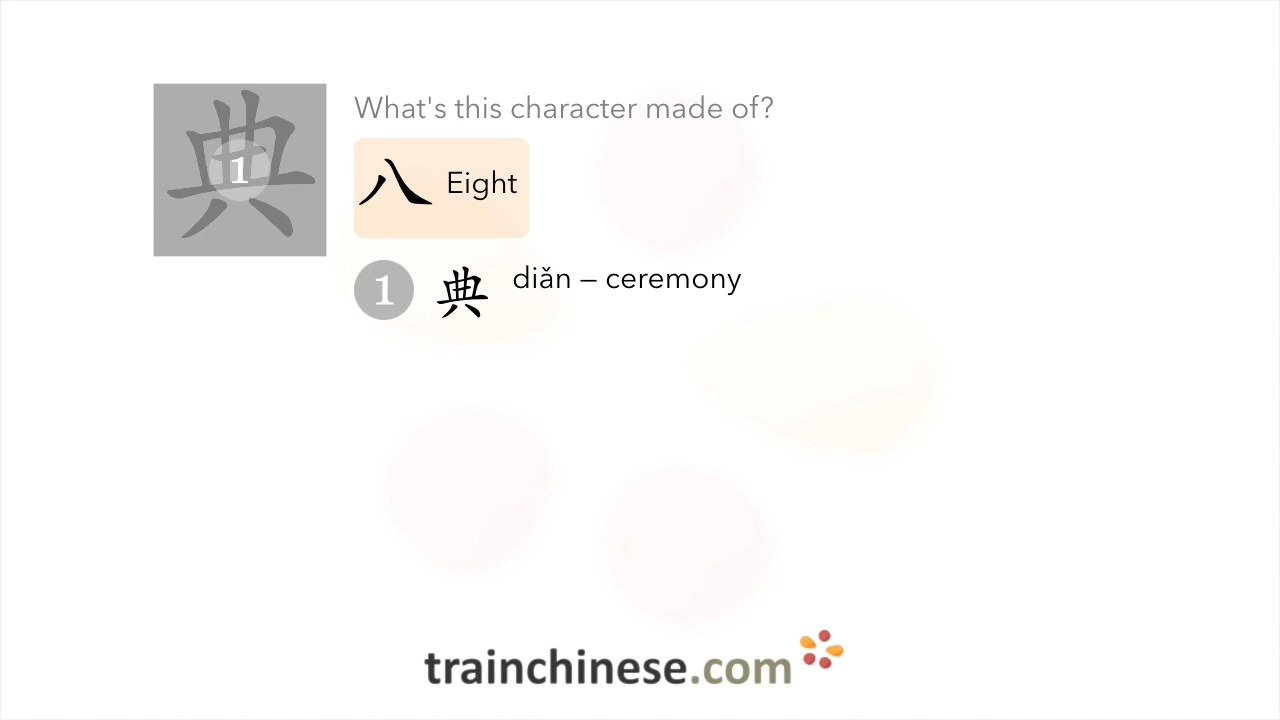 典
1
What's this character made of?
八 Eight
1 典 diǎn – ceremony
trainchinese.com